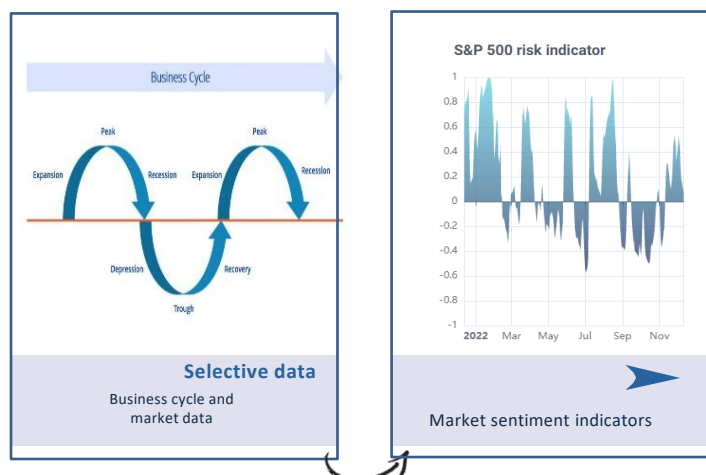 Business Cycle
Peak
Peak
Expansion
Recession
Expansion
Recession
Depression
Recovery
Trough
Selective data
Business cycle and
market data
S&P 500 risk indicator
1
0.8
0.6
0.4
0.2
0
-0.2
-0.4
-0.6
-0.8
-1
2022 Mar May Jul Sep Nov
Market sentiment indicators